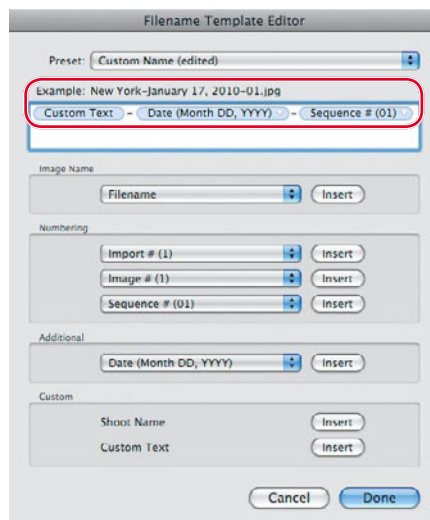 Filename Template Editor
Preset: Custom Name (edited)
Example: New York–January 17, 2010–01.jpg
Custom Text – Date (Month DD, YYYY) – Sequence # (01)
Image Name
Filename Insert
Numbering
Import # (1) Insert
Image # (1) Insert
Sequence # (01) Insert
Additional
Date (Month DD, YYYY) Insert
Custom
Shoot Name Insert
Custom Text Insert
Cancel Done